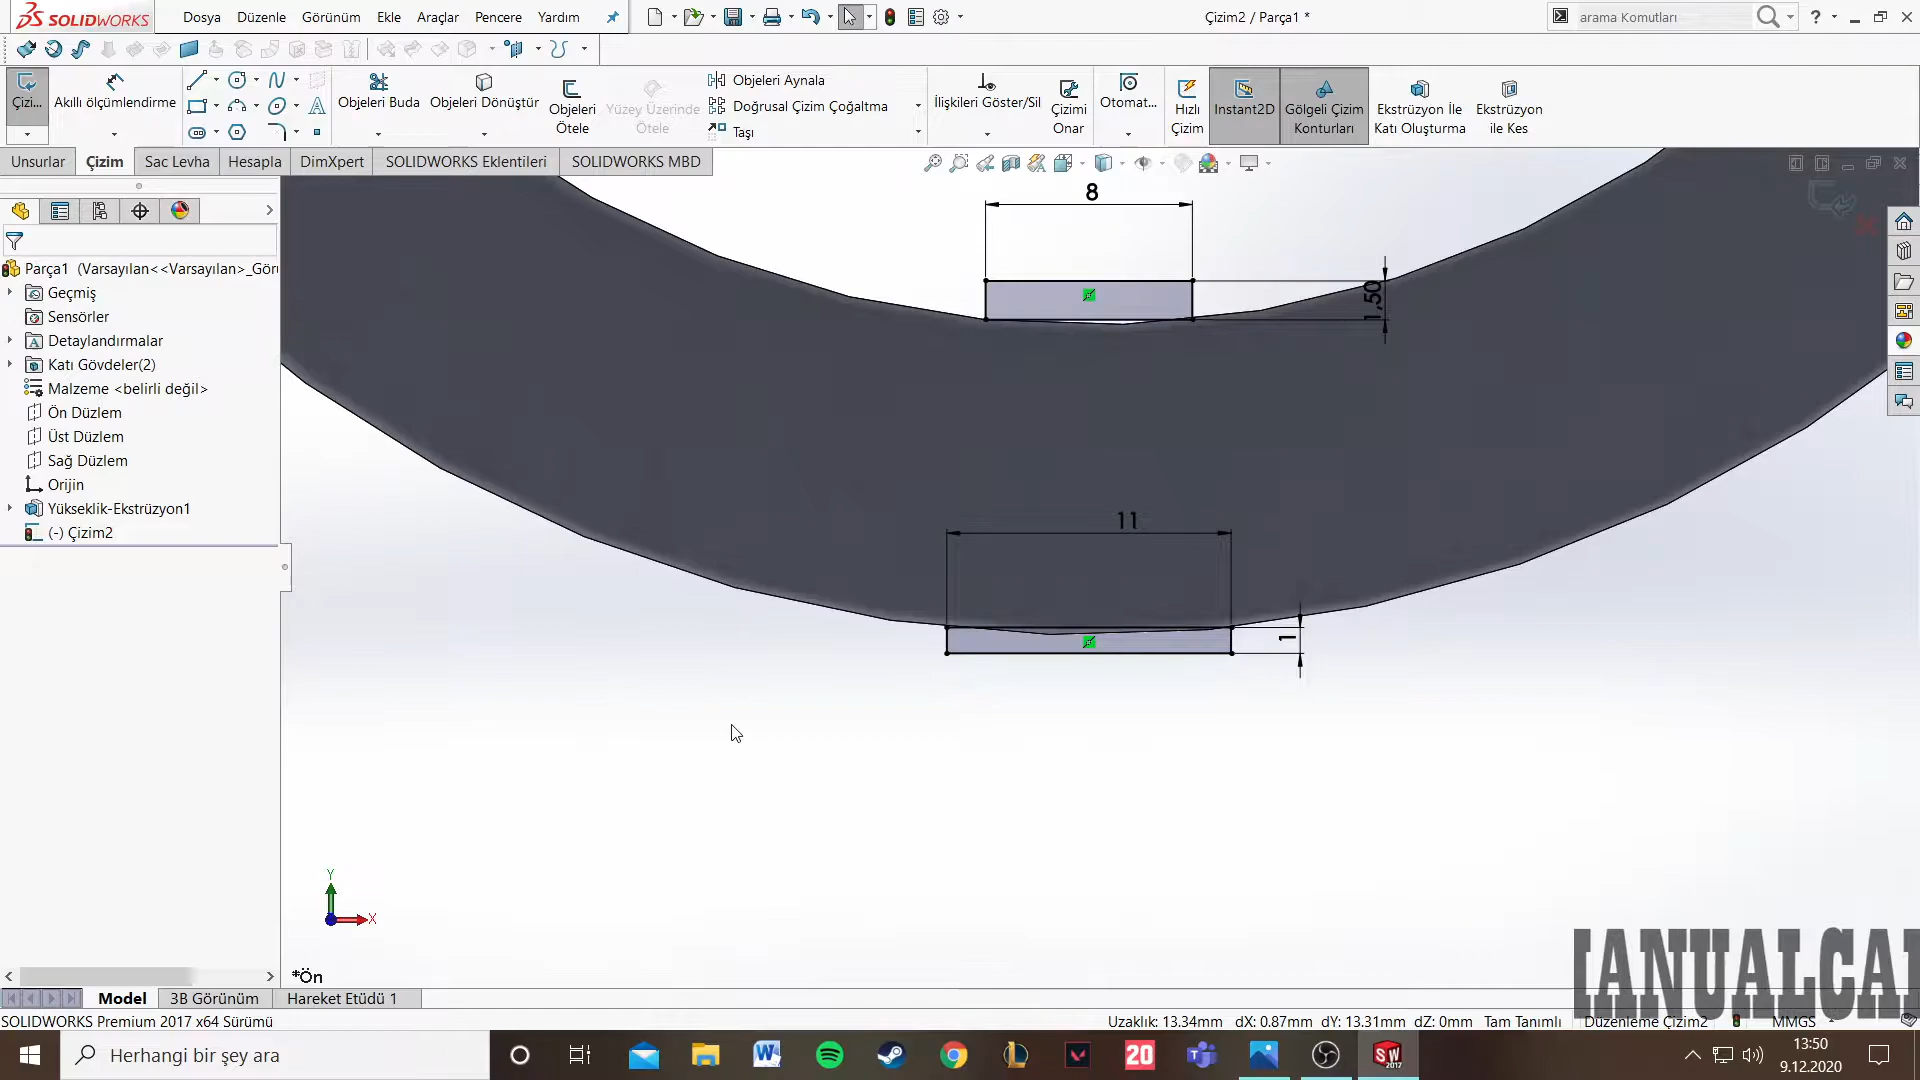 SOLIDWORKS Dosya Düzenle Görünüm Ekle Araçlar Pencere Yardım Çizim2 / Parça1 * arama Komutları ?
Çizi... Akıllı ölçümlendirme Objeleri Buda Objeleri Dönüştür Objeleri Ötele Yüzey Üzerinde Ötele
Objeleri Aynala
Doğrusal Çizim Çoğaltma
Taşı
İlişkileri Göster/Sil Çizimi Onar Otomat... Hızlı Çizim Instant2D Gölgeli Çizim Konturları Ekstrüzyon İle Katı Oluşturma Ekstrüzyon ile Kes
Unsurlar Çizim Sac Levha Hesapla DimXpert SOLIDWORKS Eklentileri SOLIDWORKS MBD
Parça1 (Varsayılan<<Varsayılan>_Görü
Geçmiş
Sensörler
Detaylandırmalar
Katı Gövdeler(2)
Malzeme <belirli değil>
Ön Düzlem
Üst Düzlem
Sağ Düzlem
Orijin
Yükseklik-Ekstrüzyon1
(-) Çizim2
8
1,50
11
1
Y
X
*Ön
Model 3B Görünüm Hareket Etüdü 1
SOLIDWORKS Premium 2017 x64 Sürümü Uzaklık: 13.34mm dX: 0.87mm dY: 13.31mm dZ: 0mm Tam Tanımlı Düzenleme Çizim2 MMGS
Herhangi bir şey ara
20
SW
2017
13:50
9.12.2020